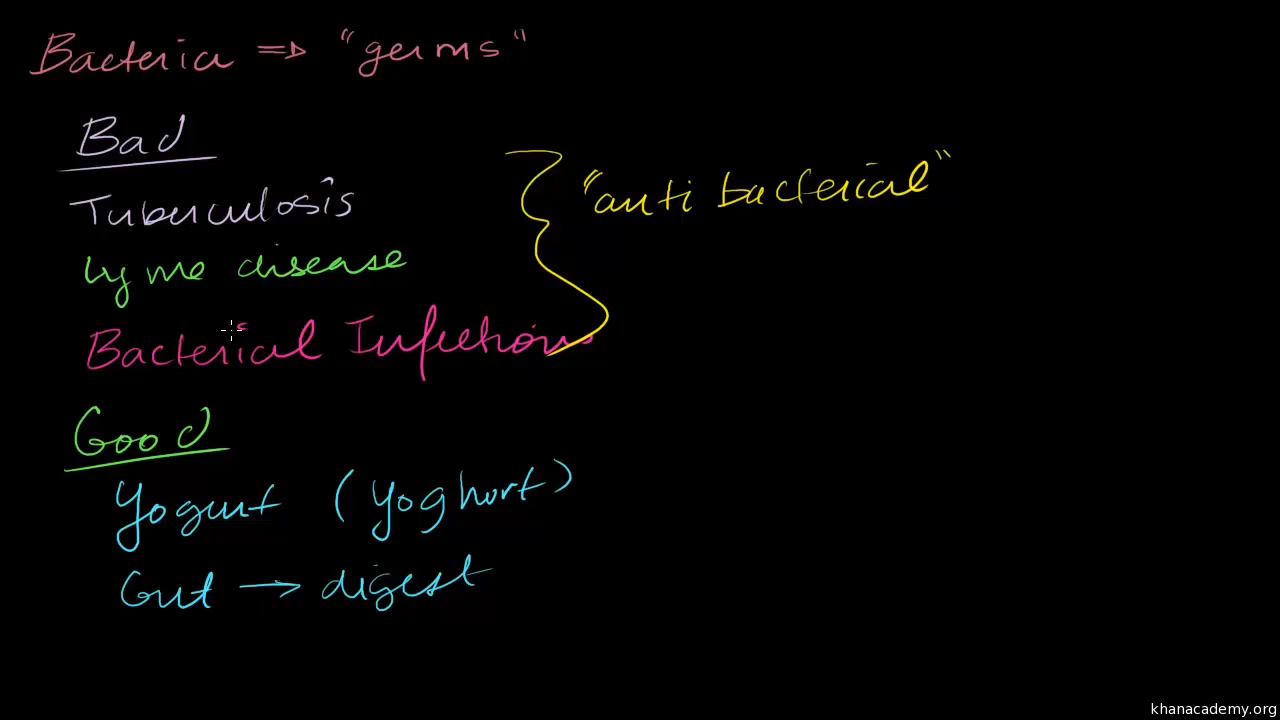 Bacteria ⇒ "germs"
Bad
Tuberculosis
"anti bacterial"
Lyme disease
Bacterial Infections
Good
Yogurt (Yoghurt)
Gut → digest
khanacademy.org